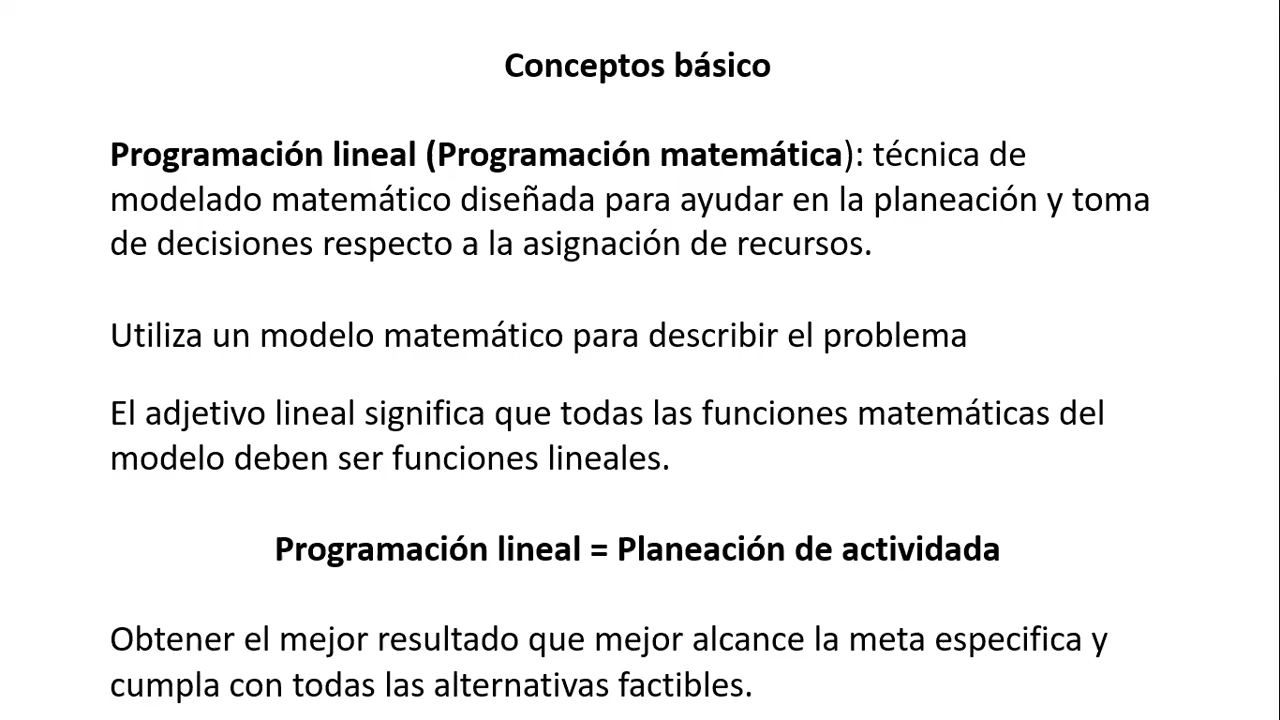 Conceptos básico
Programación lineal (Programación matemática): técnica de
modelado matemático diseñada para ayudar en la planeación y toma
de decisiones respecto a la asignación de recursos.
Utiliza un modelo matemático para describir el problema
El adjetivo lineal significa que todas las funciones matemáticas del
modelo deben ser funciones lineales.
Programación lineal = Planeación de actividada
Obtener el mejor resultado que mejor alcance la meta especifica y
cumpla con todas las alternativas factibles.